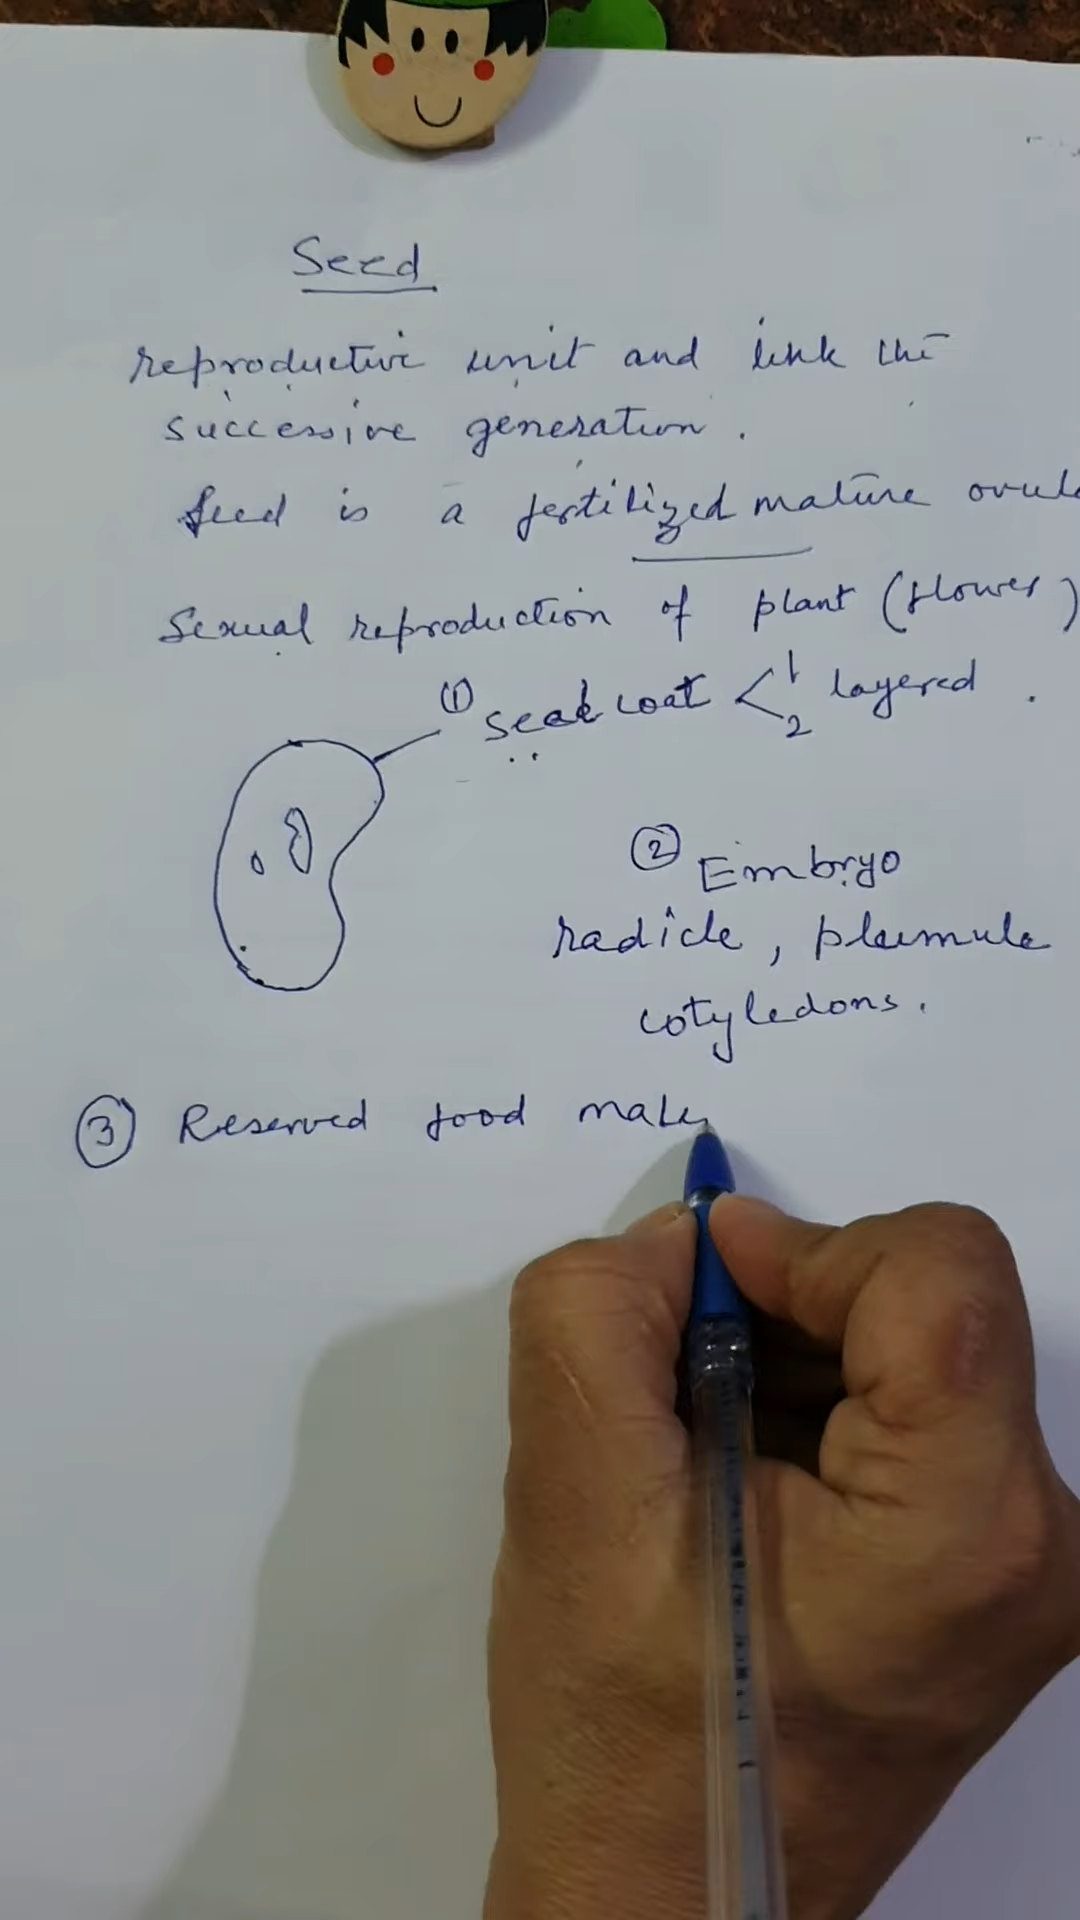 Seed
reproductive unit and link the
successive generation.
Seed is a fertilized mature ovule
Sexual reproduction of plant (flower)
① Seed coat < 1 2 layered.
② Embryo
radicle, plumule
cotyledons.
③ Reserved food mate